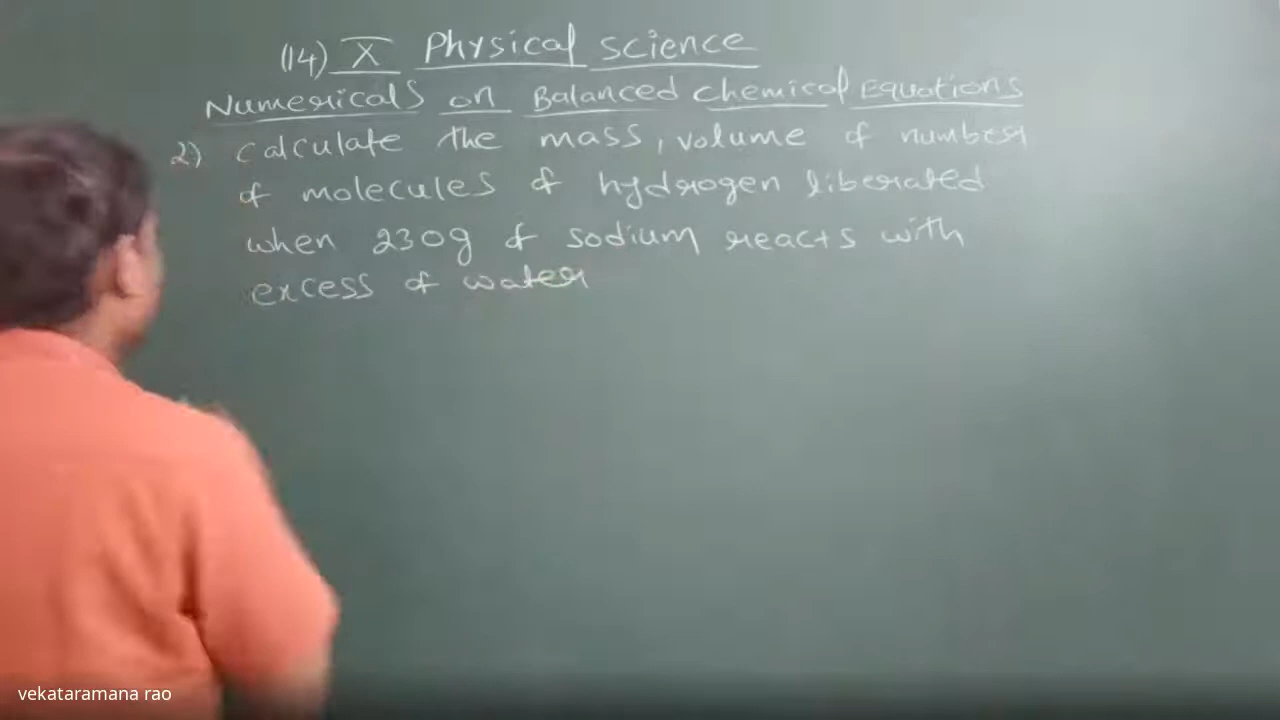 (14) X Physical science
Numericals on Balanced chemical Equations
2) calculate the mass, volume of number
of molecules of hydrogen liberated
when 230g of sodium reacts with
excess of water
vekataramana rao